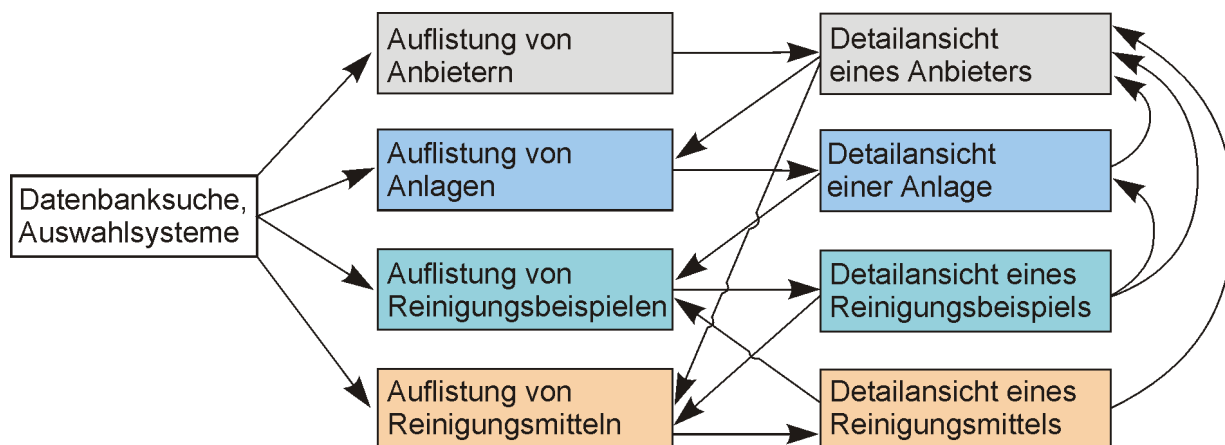 Datenbanksuche,
Auswahlsysteme
Auflistung von
Anbietern
Detailansicht
eines Anbieters
Auflistung von
Anlagen
Detailansicht
einer Anlage
Auflistung von
Reinigungsbeispielen
Detailansicht eines
Reinigungsbeispiels
Auflistung von
Reinigungsmitteln
Detailansicht eines
Reinigungsmittels